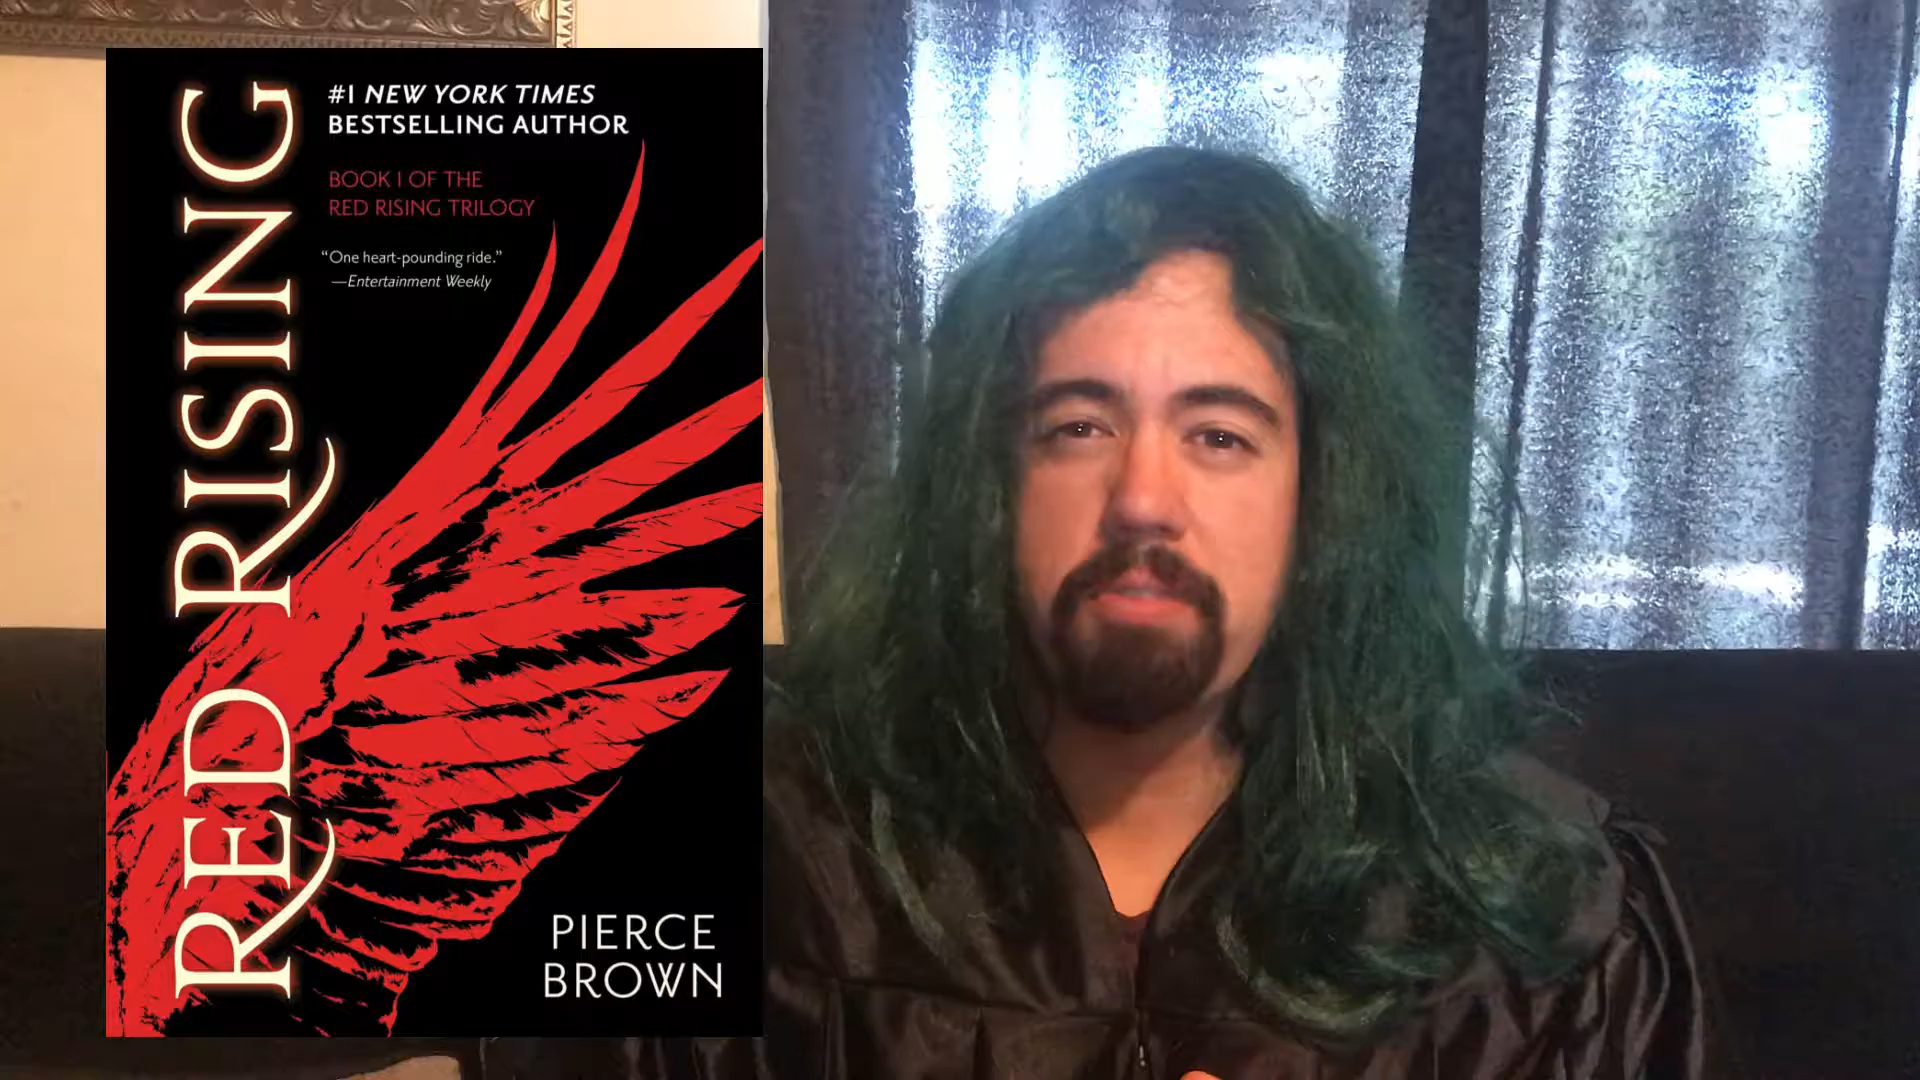 RED RISING
#1 NEW YORK TIMES
BESTSELLING AUTHOR
BOOK I OF THE
RED RISING TRILOGY
“One heart-pounding ride.”
—Entertainment Weekly
PIERCE
BROWN